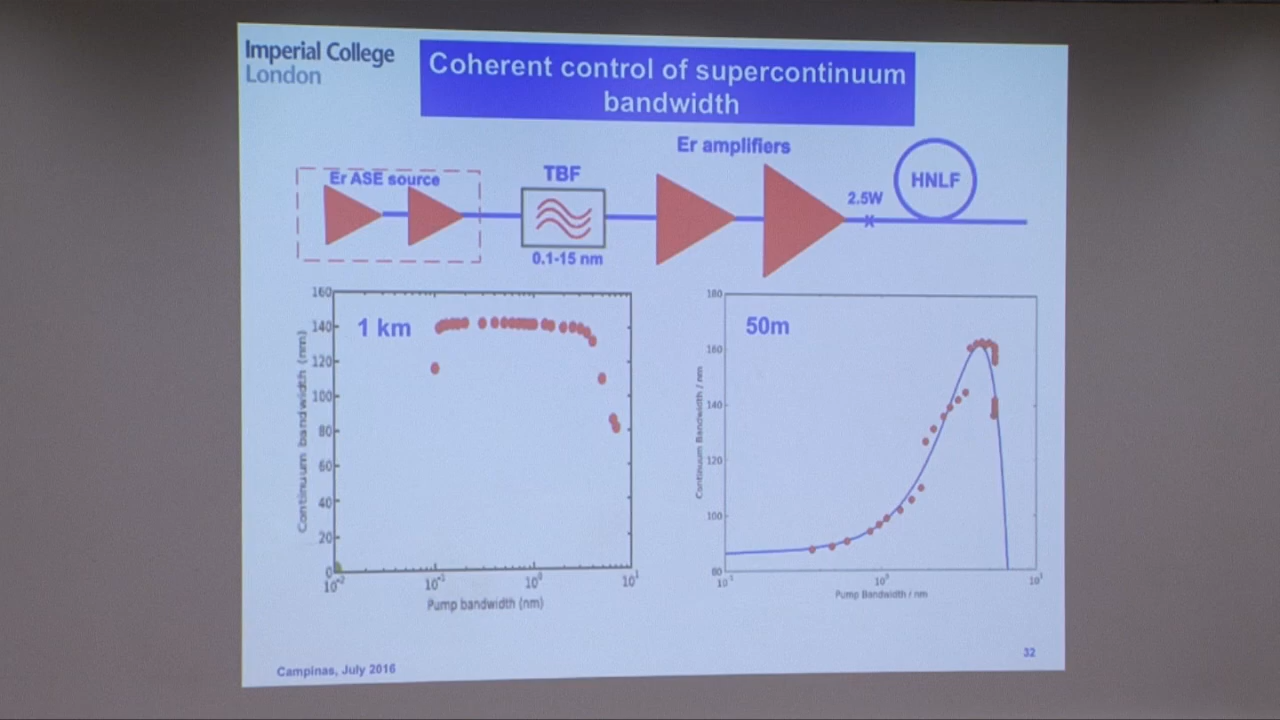 Imperial College
London
Coherent control of supercontinuum
bandwidth
Er ASE source
TBF
0.1-15 nm
Er amplifiers
2.5W
HNLF
1 km
160
140
120
100
80
60
40
20
0
10⁻²
10⁻¹
10⁰
10¹
Continuum bandwidth (nm)
Pump bandwidth (nm)
50m
180
160
140
120
100
80
10⁻¹
10⁰
10¹
Continuum Bandwidth / nm
Pump Bandwidth / nm
Campinas, July 2016
32